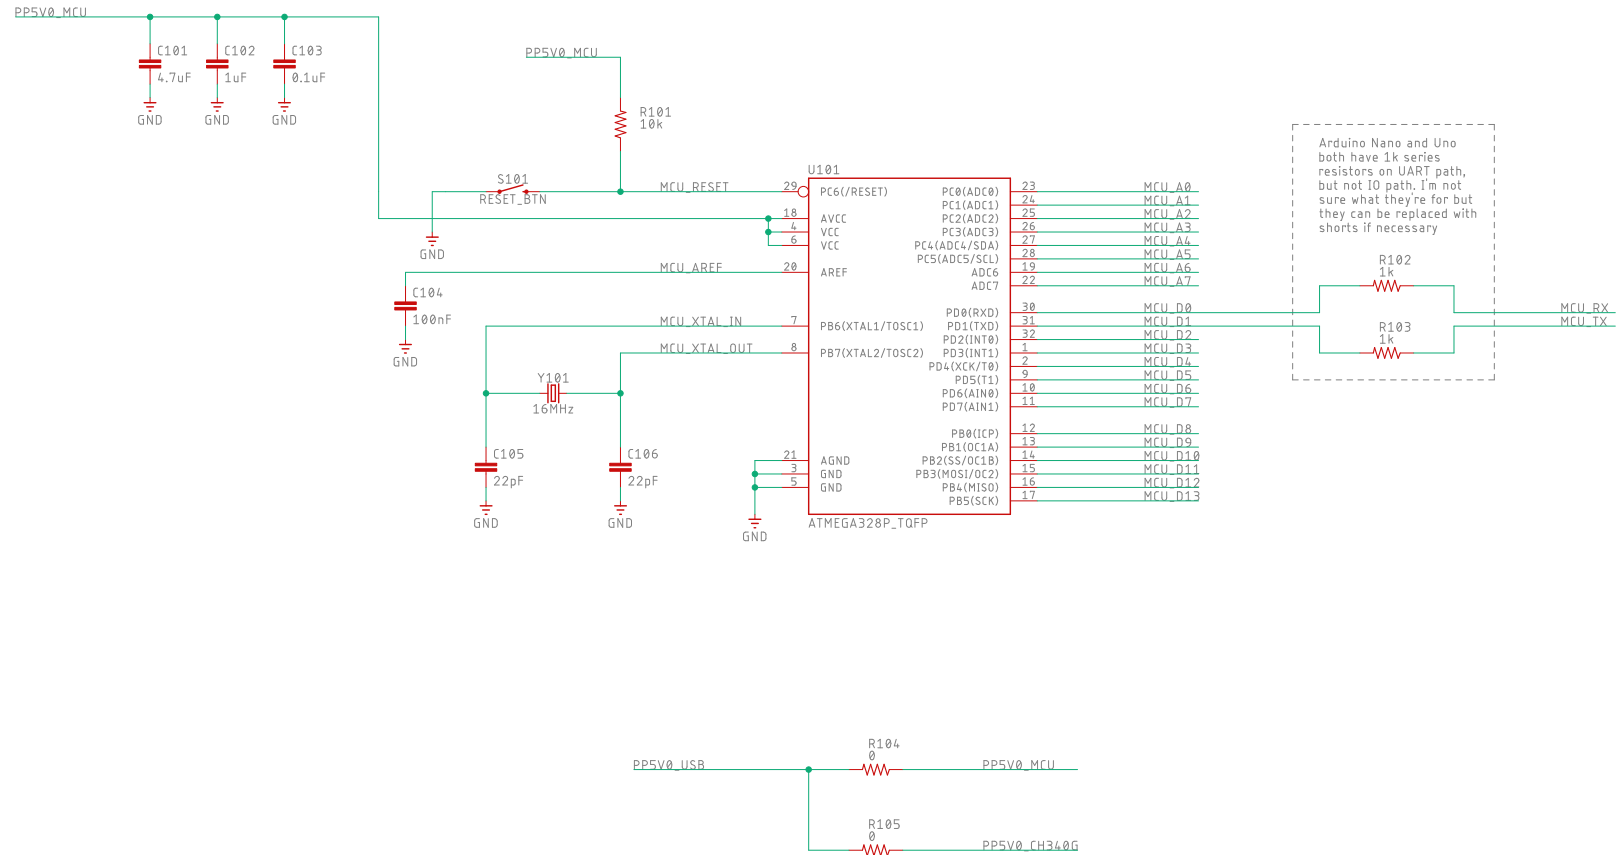 PP5V0_MCU
C101
4.7uF
GND
C102
1uF
GND
C103
0.1uF
GND
PP5V0_MCU
R101
10k
S101
RESET_BTN
GND
MCU_RESET
MCU_AREF
C104
100nF
GND
MCU_XTAL_IN
MCU_XTAL_OUT
Y101
16MHz
C105
22pF
GND
C106
22pF
GND
GND
U101
29 PC6(/RESET)
18 AVCC
4 VCC
6 VCC
20 AREF
7 PB6(XTAL1/TOSC1)
8 PB7(XTAL2/TOSC2)
21 AGND
3 GND
5 GND
PC0(ADC0) 23 MCU_A0
PC1(ADC1) 24 MCU_A1
PC2(ADC2) 25 MCU_A2
PC3(ADC3) 26 MCU_A3
PC4(ADC4/SDA) 27 MCU_A4
PC5(ADC5/SCL) 28 MCU_A5
ADC6 19 MCU_A6
ADC7 22 MCU_A7
PD0(RXD) 30 MCU_D0
PD1(TXD) 31 MCU_D1
PD2(INT0) 32 MCU_D2
PD3(INT1) 1 MCU_D3
PD4(XCK/T0) 2 MCU_D4
PD5(T1) 9 MCU_D5
PD6(AIN0) 10 MCU_D6
PD7(AIN1) 11 MCU_D7
PB0(ICP) 12 MCU_D8
PB1(OC1A) 13 MCU_D9
PB2(SS/OC1B) 14 MCU_D10
PB3(MOSI/OC2) 15 MCU_D11
PB4(MISO) 16 MCU_D12
PB5(SCK) 17 MCU_D13
ATMEGA328P_TQFP
Arduino Nano and Uno
both have 1k series
resistors on UART path,
but not IO path. I'm not
sure what they're for but
they can be replaced with
shorts if necessary
R102
1k
R103
1k
MCU_RX
MCU_TX
PP5V0_USB
R104
0
PP5V0_MCU
R105
0
PP5V0_CH340G